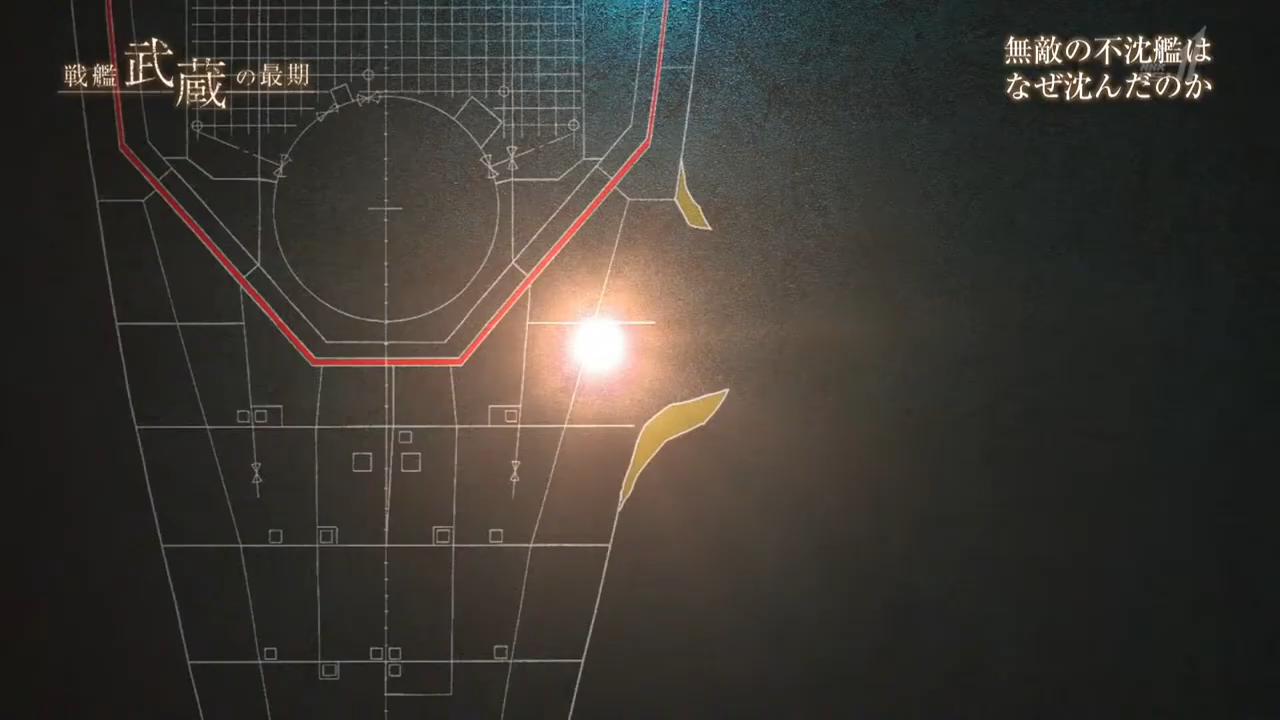 戦艦武蔵の最期
無敵の不沈艦は
なぜ沈んだのか